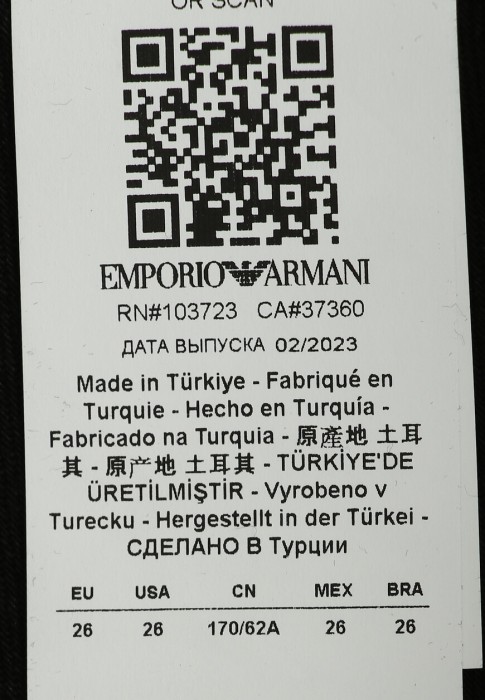 OR SCAN
EMPORIO ARMANI
RN#103723 CA#37360
ДАТА ВЫПУСКА 02/2023
Made in Türkiye - Fabriqué en
Turquie - Hecho en Turquía -
Fabricado na Turquia - 原產地 土耳
其 - 原产地 土耳其 - TÜRKİYE'DE
ÜRETİLMİŞTİR - Vyrobeno v
Turecku - Hergestellt in der Türkei -
СДЕЛАНО В Турции
EU USA CN MEX BRA
26 26 170/62A 26 26